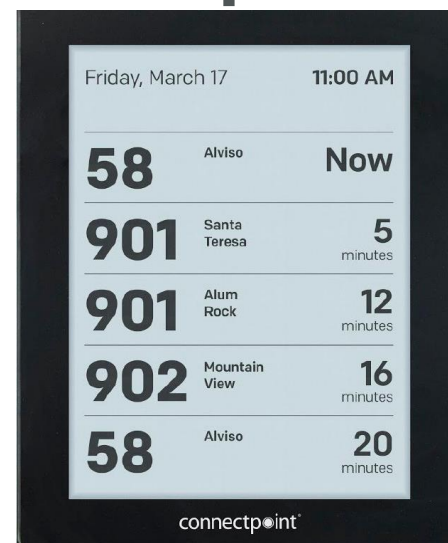 Friday, March 17 11:00 AM
58 Alviso Now
901 Santa Teresa 5 minutes
901 Alum Rock 12 minutes
902 Mountain View 16 minutes
58 Alviso 20 minutes
connectpoint